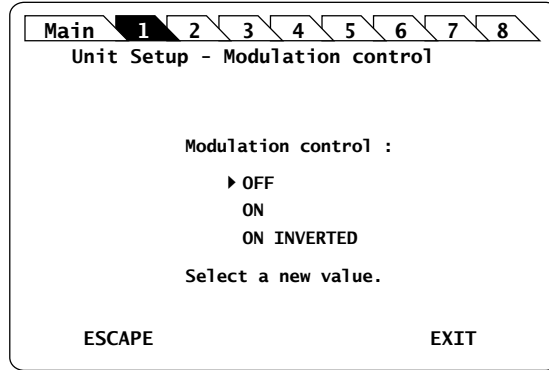 Main 1 2 3 4 5 6 7 8
Unit Setup - Modulation control
Modulation control :
OFF
ON
ON INVERTED
Select a new value.
ESCAPE EXIT